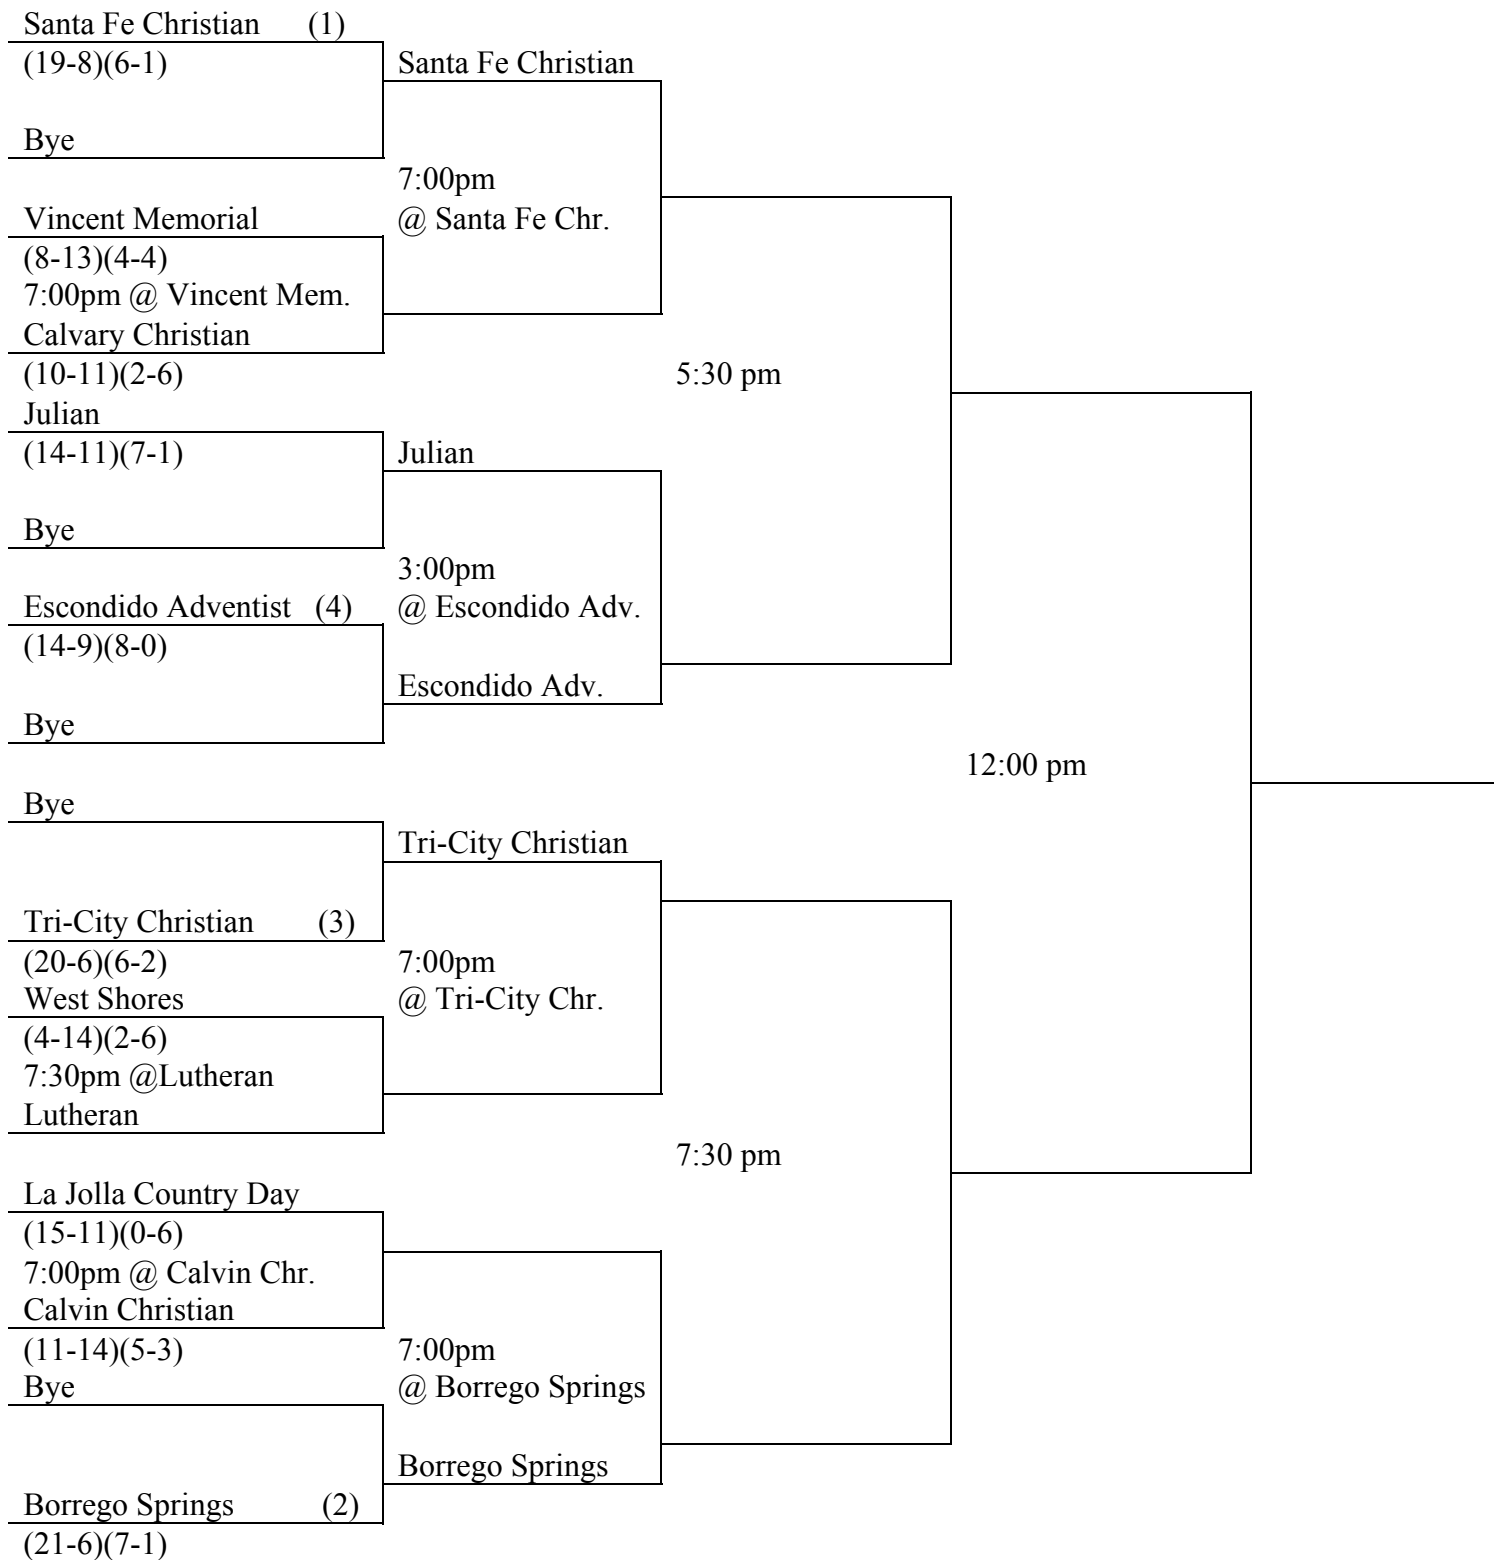 Santa Fe Christian (1)
(19-8)(6-1)
Santa Fe Christian
Bye
7:00pm
@ Santa Fe Chr.
Vincent Memorial
(8-13)(4-4)
7:00pm @ Vincent Mem.
Calvary Christian
(10-11)(2-6)
5:30 pm
Julian
(14-11)(7-1)
Julian
Bye
3:00pm
@ Escondido Adv.
Escondido Adventist (4)
(14-9)(8-0)
Escondido Adv.
Bye
12:00 pm
Bye
Tri-City Christian
Tri-City Christian (3)
(20-6)(6-2)
7:00pm
@ Tri-City Chr.
West Shores
(4-14)(2-6)
7:30pm @Lutheran
Lutheran
7:30 pm
La Jolla Country Day
(15-11)(0-6)
7:00pm @ Calvin Chr.
Calvin Christian
(11-14)(5-3)
7:00pm
@ Borrego Springs
Bye
Borrego Springs
Borrego Springs (2)
(21-6)(7-1)